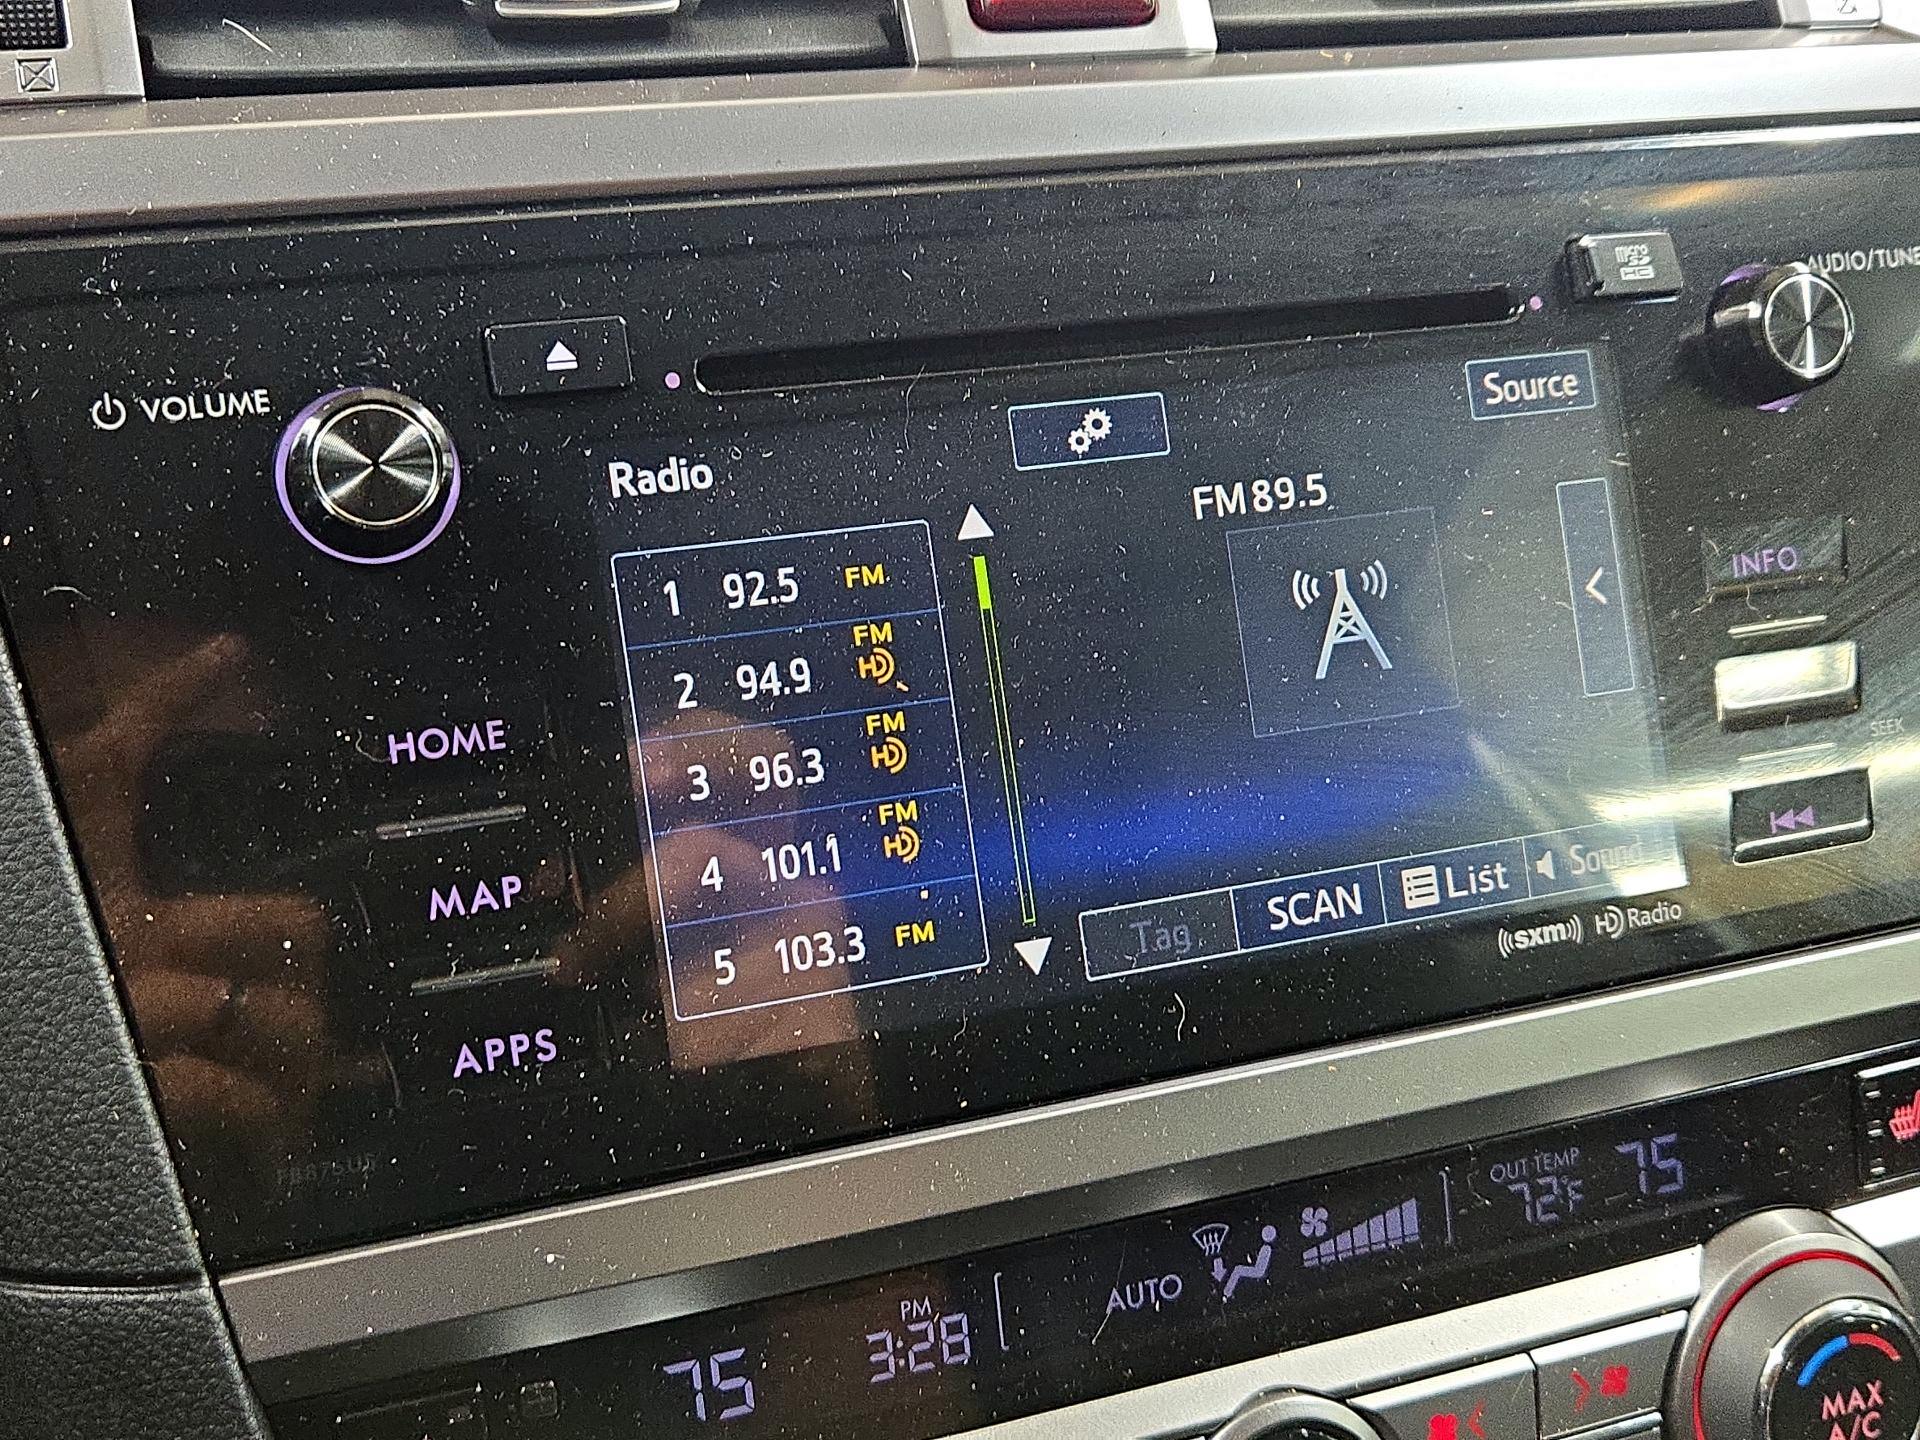 micro
HC
AUDIO/TUNE
VOLUME
Source
Radio
FM 89.5
1 92.5 FM
2 94.9 FM HD
3 96.3 FM HD
4 101.1 FM HD
5 103.3 FM
INFO
HOME
SEEK
MAP
Tag
SCAN
List
Sound
((sxm))
HD Radio
APPS
OUT TEMP
72°F
75
AUTO
PM
3:28
75
MAX
A/C